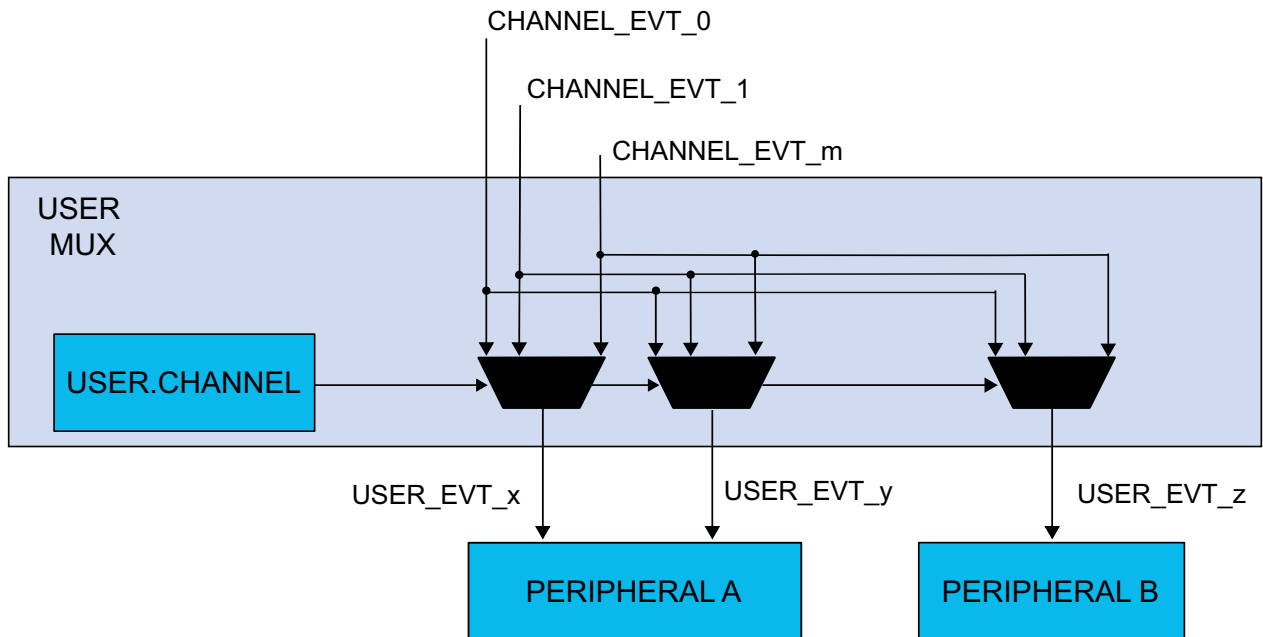 CHANNEL_EVT_0
CHANNEL_EVT_1
CHANNEL_EVT_m
USER
MUX
USER.CHANNEL
USER_EVT_x
USER_EVT_y
USER_EVT_z
PERIPHERAL A
PERIPHERAL B